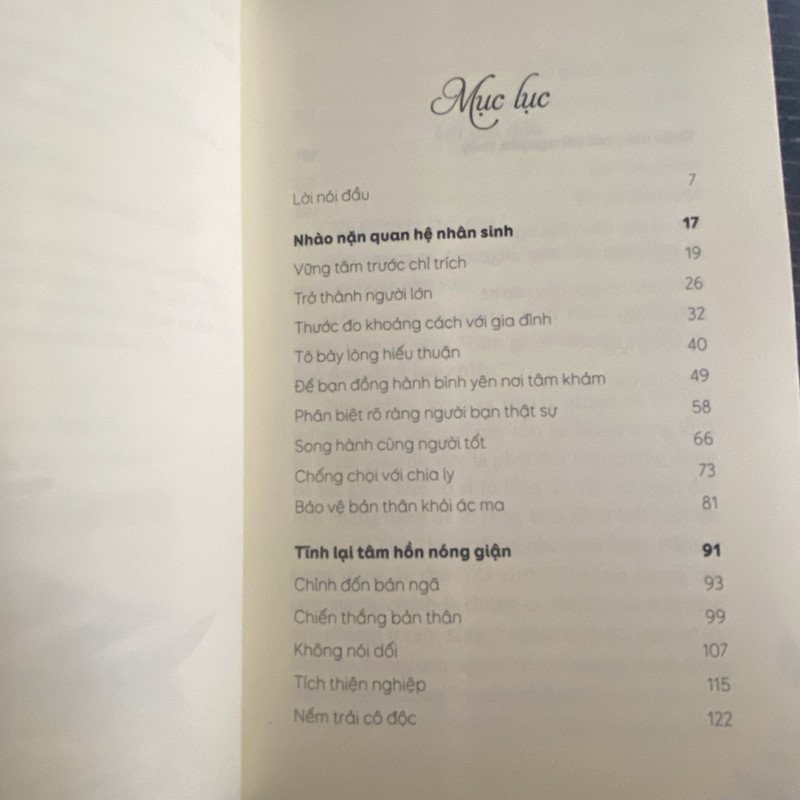 Mục lục
Lời nói đầu 7
Nhào nặn quan hệ nhân sinh 17
Vững tâm trước chỉ trích 19
Trở thành người lớn 26
Thước đo khoảng cách với gia đình 32
Tỏ bày lòng hiếu thuận 40
Để bạn đồng hành bình yên nơi tâm khảm 49
Phân biệt rõ ràng người bạn thật sự 58
Song hành cùng người tốt 66
Chống chọi với chia ly 73
Bảo vệ bản thân khỏi ác ma 81
Tĩnh lại tâm hồn nóng giận 91
Chỉnh đốn bản ngã 93
Chiến thắng bản thân 99
Không nói dối 107
Tích thiện nghiệp 115
Nếm trải cô độc 122